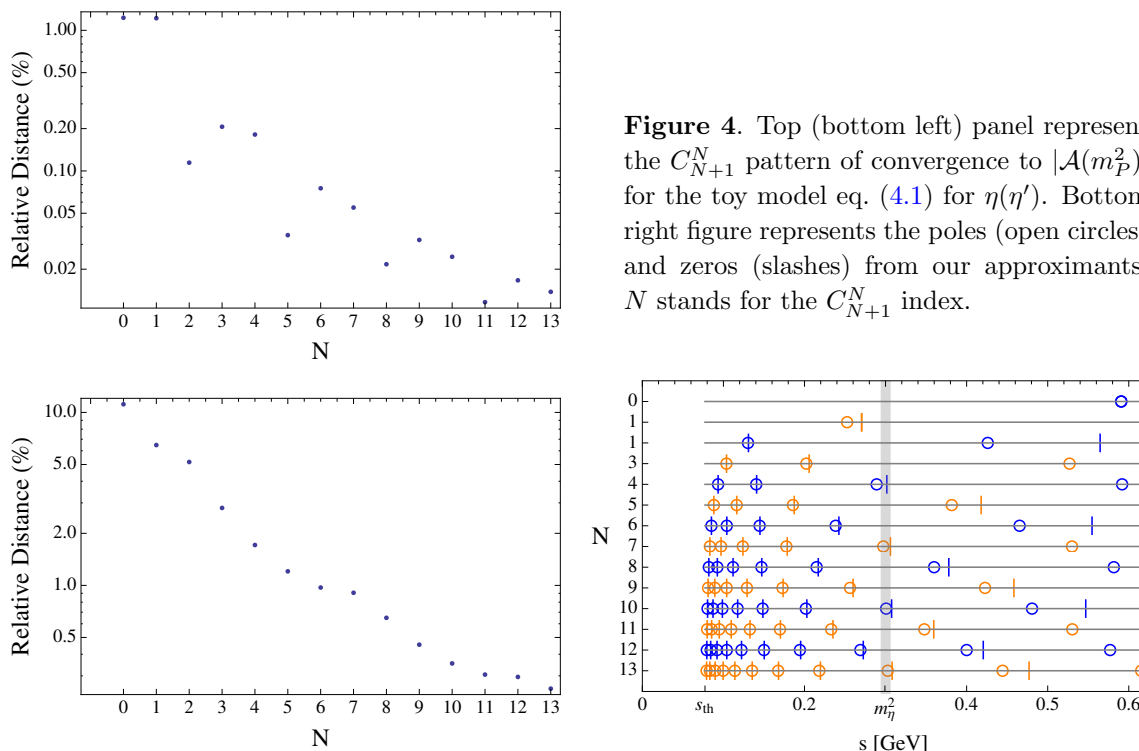 Relative Distance (%)
1.00
0.50
0.20
0.10
0.05
0.02
0 1 2 3 4 5 6 7 8 9 10 11 12 13
N
Figure 4. Top (bottom left) panel represen
the C^N_{N+1} pattern of convergence to |A(m²_P)
for the toy model eq. (4.1) for η(η′). Bottom
right figure represents the poles (open circles
and zeros (slashes) from our approximants
N stands for the C^N_{N+1} index.
Relative Distance (%)
10.0
5.0
2.0
1.0
0.5
0 1 2 3 4 5 6 7 8 9 10 11 12 13
N
N
0
1
1
3
4
5
6
7
8
9
10
11
12
13
0 s_th 0.2 m²_η 0.4 0.6
s [GeV]